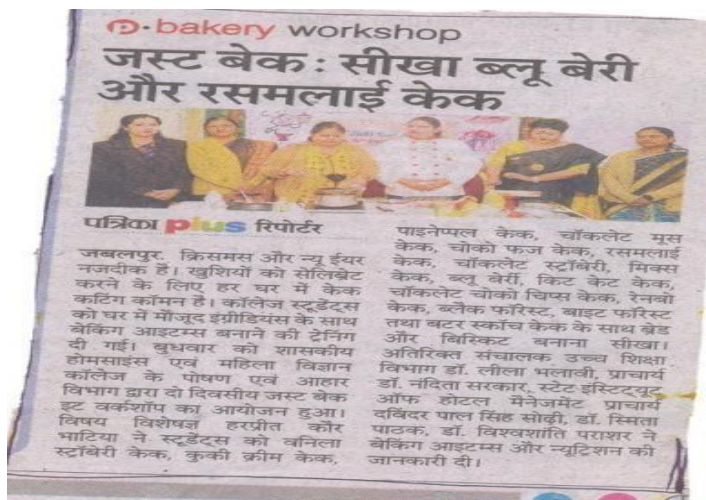 p·bakery workshop
जस्ट बेक : सीखा ब्लू बेरी
और रसमलाई केक
पत्रिका plus रिपोर्टर
जबलपुर. क्रिसमस और न्यू ईयर
नजदीक है। खुशियों को सेलिब्रेट
करने के लिए हर घर में केक
कटिंग कॉमन है। कॉलेज स्टूडेंट्स
को घर में मौजूद इंग्रीडियंस के साथ
बेकिंग आइटम्स बनाने की ट्रेनिंग
दी गई। बुधवार को शासकीय
होमसाइंस एवं महिला विज्ञान
कॉलेज के पोषण एवं आहार
विभाग द्वारा दो दिवसीय जस्ट बेक
इट वर्कशॉप का आयोजन हुआ।
विषय विशेषज्ञ हरप्रीत कौर
भाटिया ने स्टूडेंट्स को वनिला
स्ट्रॉबेरी केक, कुकी क्रीम केक,
पाइनेप्पल केक, चॉकलेट मूस
केक, चोको फज केक, रसमलाई
केक, चॉकलेट स्ट्रॉबेरी, मिक्स
केक, ब्लू बेरी, किट केट केक,
चॉकलेट चोको चिप्स केक, रेनबो
केक, ब्लैक फॉरेस्ट, बाइट फॉरेस्ट
तथा बटर स्कॉच केक के साथ ब्रेड
और बिस्किट बनाना सीखा।
अतिरिक्त संचालक उच्च शिक्षा
विभाग डॉ. लीला भलावी, प्राचार्य
डॉ. नंदिता सरकार, स्टेट इंस्टिट्यूट
ऑफ होटल मैनेजमेंट प्राचार्य
दविंदर पाल सिंह सोढ़ी, डॉ. स्मिता
पाठक, डॉ. विश्वशांति पराशर ने
बेकिंग आइटम्स और न्यूट्रिशन की
जानकारी दी।